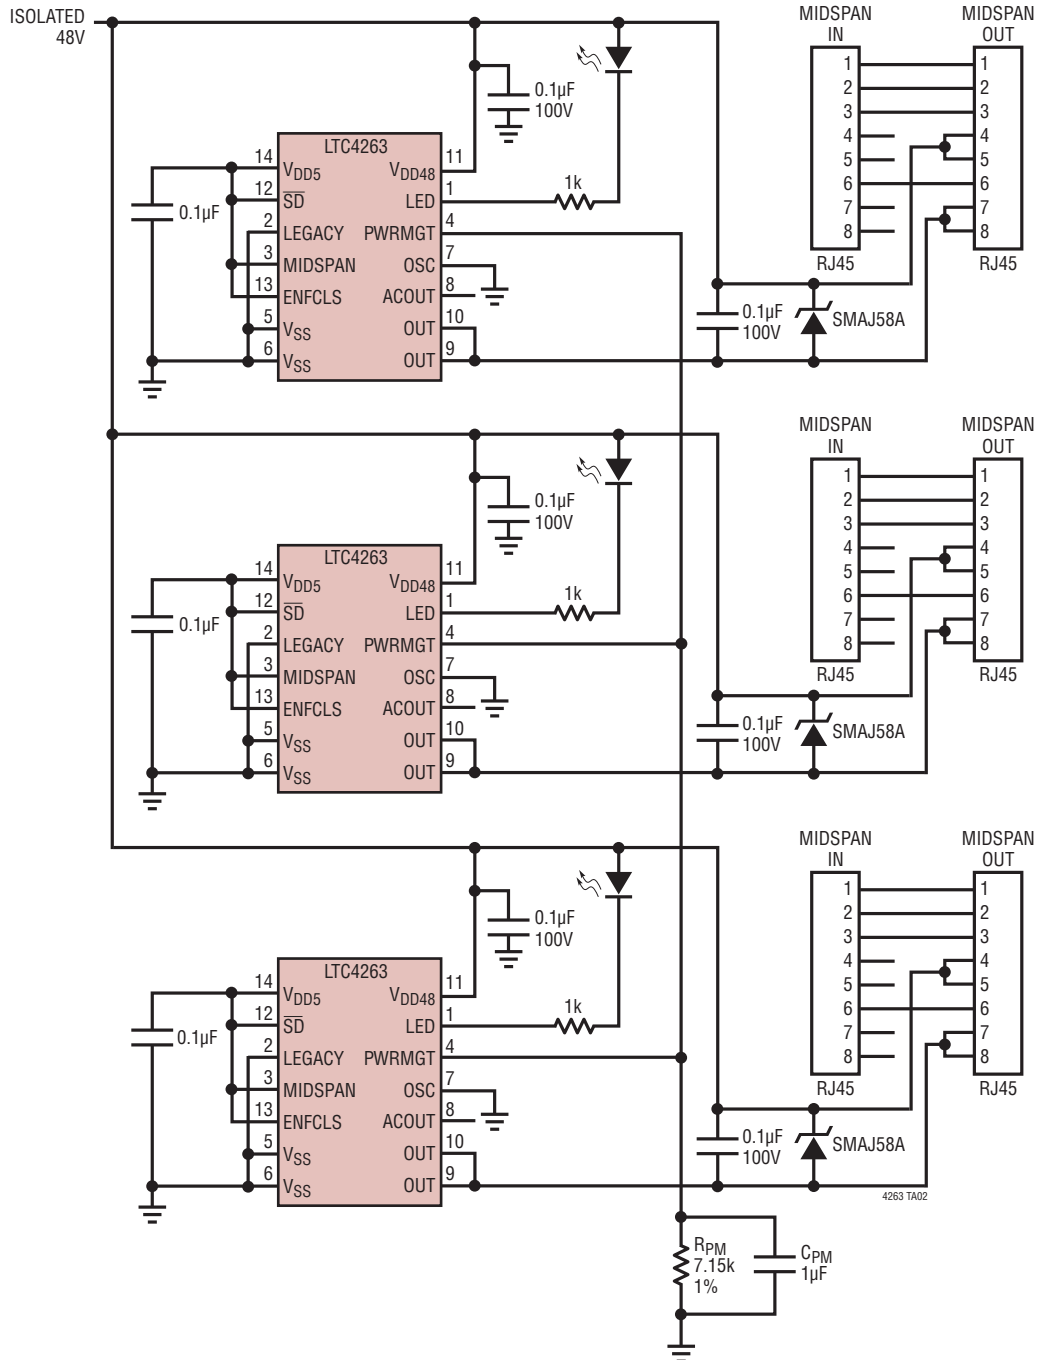 ISOLATED
48V
0.1µF
100V
LTC4263
14
VDD5
12
SD
2
LEGACY
3
MIDSPAN
13
ENFCLS
5
VSS
6
VSS
11
VDD48
1
LED
4
PWRMGT
7
OSC
8
ACOUT
10
OUT
9
OUT
0.1µF
1k
0.1µF
100V
SMAJ58A
MIDSPAN
IN
1
2
3
4
5
6
7
8
RJ45
MIDSPAN
OUT
1
2
3
4
5
6
7
8
RJ45
0.1µF
100V
LTC4263
14
VDD5
12
SD
2
LEGACY
3
MIDSPAN
13
ENFCLS
5
VSS
6
VSS
11
VDD48
1
LED
4
PWRMGT
7
OSC
8
ACOUT
10
OUT
9
OUT
0.1µF
1k
0.1µF
100V
SMAJ58A
MIDSPAN
IN
1
2
3
4
5
6
7
8
RJ45
MIDSPAN
OUT
1
2
3
4
5
6
7
8
RJ45
0.1µF
100V
LTC4263
14
VDD5
12
SD
2
LEGACY
3
MIDSPAN
13
ENFCLS
5
VSS
6
VSS
11
VDD48
1
LED
4
PWRMGT
7
OSC
8
ACOUT
10
OUT
9
OUT
0.1µF
1k
0.1µF
100V
SMAJ58A
MIDSPAN
IN
1
2
3
4
5
6
7
8
RJ45
MIDSPAN
OUT
1
2
3
4
5
6
7
8
RJ45
4263 TA02
RPM
7.15k
1%
CPM
1µF